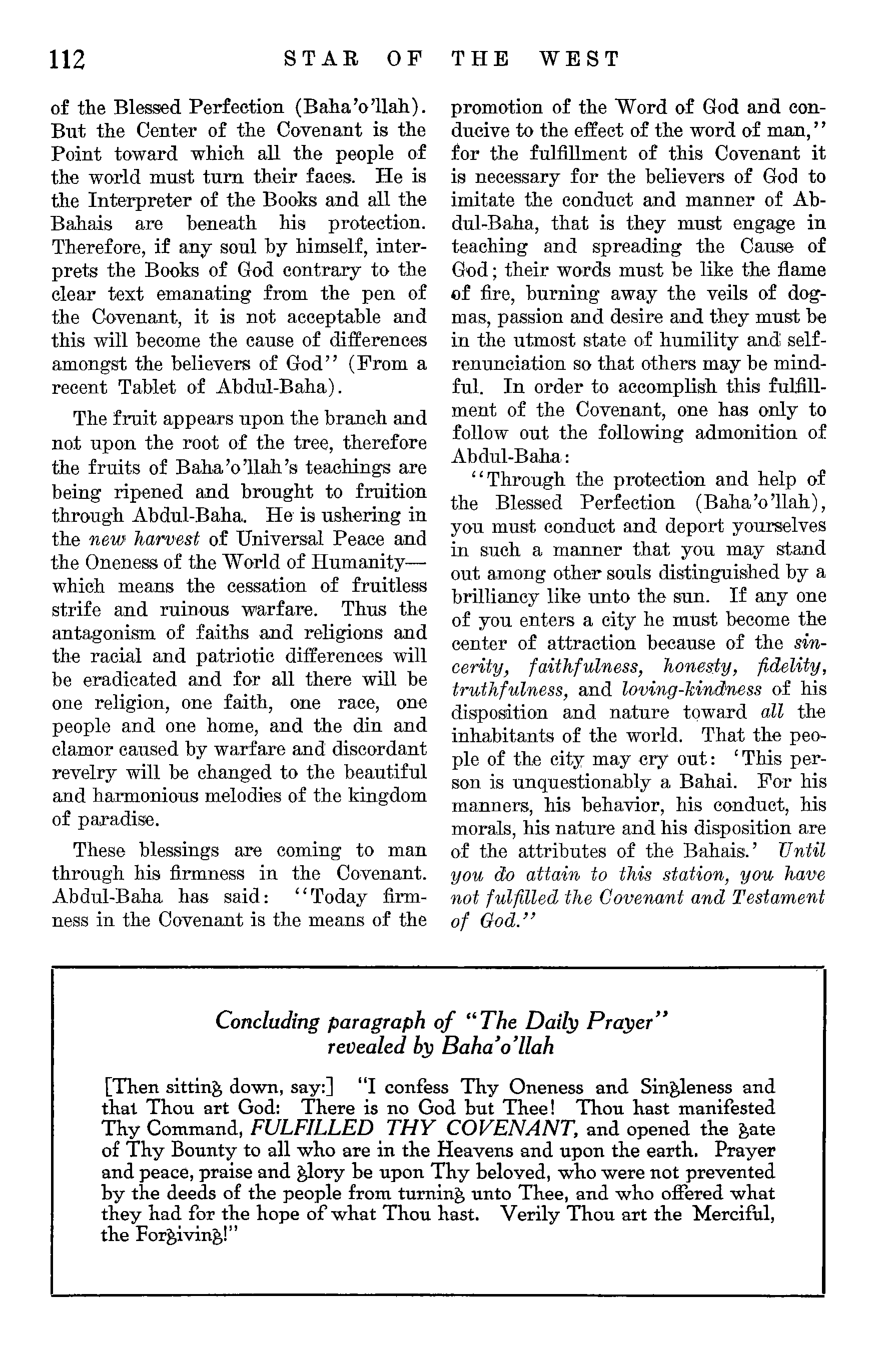 112
STAR OF THE WEST
of the Blessed Perfection (Baha'o'llah).
But the Center of the Covenant is the
Point toward which all the people of
the world must turn their faces. He is
the Interpreter of the Books and all the
Bahais are beneath his protection.
Therefore, if any soul by himself, inter-
prets the Books of God contrary to the
clear text emanating from the pen of
the Covenant, it is not acceptable and
this will become the cause of differences
amongst the believers of God" (From a
recent Tablet of Abdul-Baha).
The fruit appears upon the branch and
not upon the root of the tree, therefore
the fruits of Baha'o'llah's teachings are
being ripened and brought to fruition
through Abdul-Baha. He is ushering in
the new harvest of Universal Peace and
the Oneness of the World of Humanity—
which means the cessation of fruitless
strife and ruinous warfare. Thus the
antagonism of faiths and religions and
the racial and patriotic differences will
be eradicated and for all there will be
one religion, one faith, one race, one
people and one home, and the din and
clamor caused by warfare and discordant
revelry will be changed to the beautiful
and harmonious melodies of the kingdom
of paradise.
These blessings are coming to man
through his firmness in the Covenant.
Abdul-Baha has said: "Today firm-
ness in the Covenant is the means of the
promotion of the Word of God and con-
ducive to the effect of the word of man,"
for the fulfillment of this Covenant it
is necessary for the believers of God to
imitate the conduct and manner of Ab-
dul-Baha, that is they must engage in
teaching and spreading the Cause of
God; their words must be like the flame
of fire, burning away the veils of dog-
mas, passion and desire and they must be
in the utmost state of humility and self-
renunciation so that others may be mind-
ful. In order to accomplish this fulfill-
ment of the Covenant, one has only to
follow out the following admonition of
Abdul-Baha:
"Through the protection and help of
the Blessed Perfection (Baha'o'llah),
you must conduct and deport yourselves
in such a manner that you may stand
out among other souls distinguished by a
brilliancy like unto the sun. If any one
of you enters a city he must become the
center of attraction because of the sin-
cerity, faithfulness, honesty, fidelity,
truthfulness, and loving-kindness of his
disposition and nature toward all the
inhabitants of the world. That the peo-
ple of the city may cry out: 'This per-
son is unquestionably a Bahai. For his
manners, his behavior, his conduct, his
morals, his nature and his disposition are
of the attributes of the Bahais.' Until
you do attain to this station, you have
not fulfilled the Covenant and Testament
of God."
Concluding paragraph of "The Daily Prayer"
revealed by Baha'o'llah
[Then sitting down, say:] "I confess Thy Oneness and Singleness and
that Thou art God: There is no God but Thee! Thou hast manifested
Thy Command, FULFILLED THY COVENANT, and opened the gate
of Thy Bounty to all who are in the Heavens and upon the earth. Prayer
and peace, praise and glory be upon Thy beloved, who were not prevented
by the deeds of the people from turning unto Thee, and who offered what
they had for the hope of what Thou hast. Verily Thou art the Merciful,
the Forgiving!"